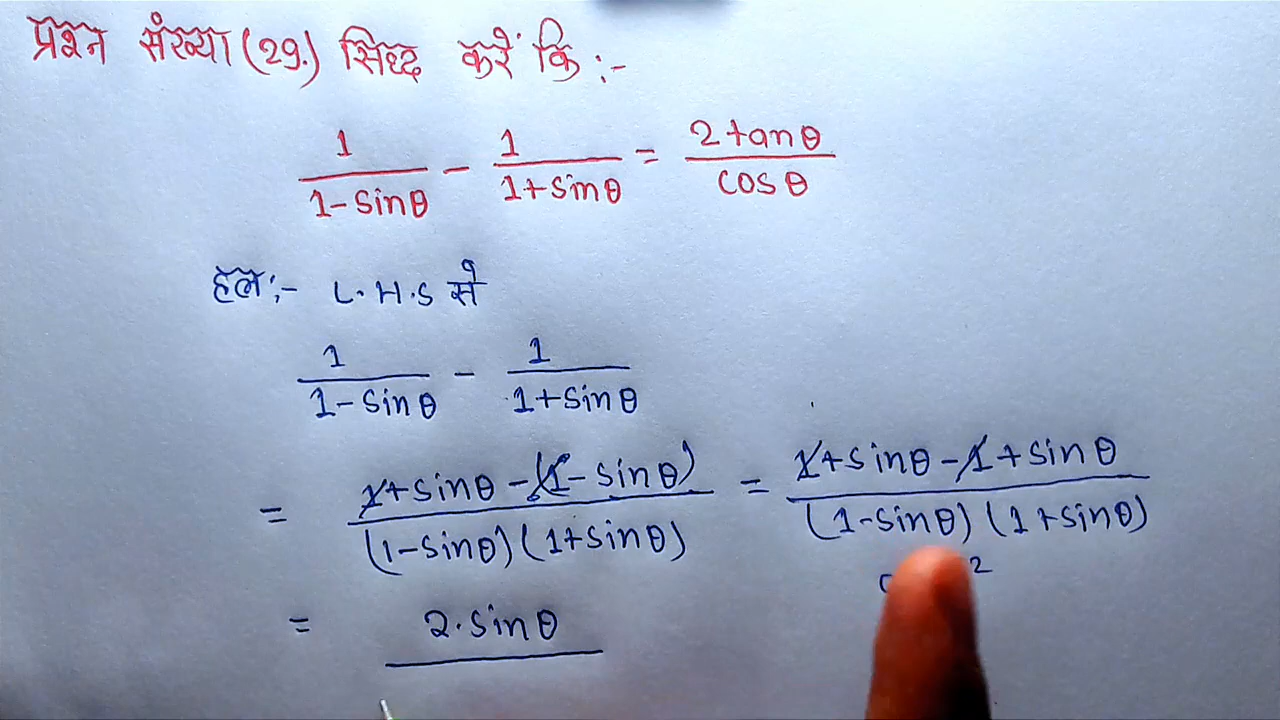 प्रश्न संख्या (29.) सिध्द करें कि :-
1/(1-sinθ) - 1/(1+sinθ) = 2tanθ/cosθ
हल:- L.H.S से
1/(1-sinθ) - 1/(1+sinθ)
= (1+sinθ-(1-sinθ))/((1-sinθ)(1+sinθ)) = (1+sinθ-1+sinθ)/((1-sinθ)(1+sinθ))
2
= 2.sinθ